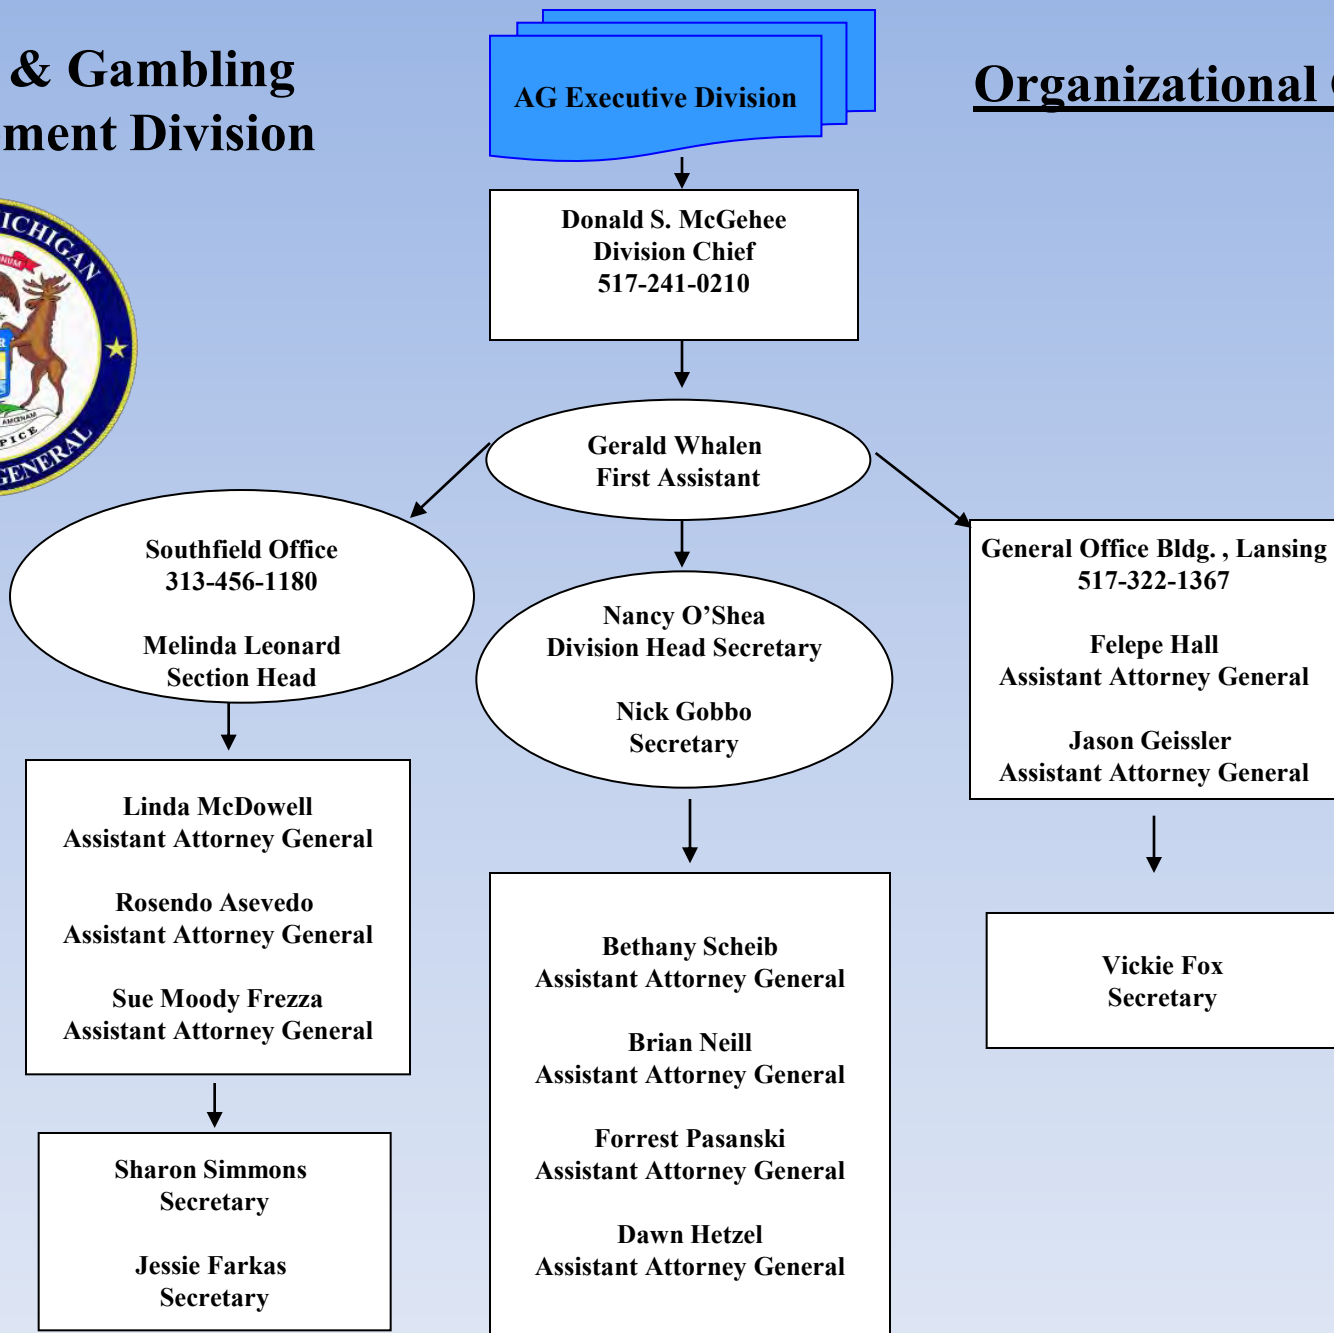 & Gambling
ment Division
AG Executive Division
Organizational
Donald S. McGehee
Division Chief
517-241-0210
ICHIGAN
NUM
R
AMŒNAM
PICE
GENERAL
Gerald Whalen
First Assistant
Southfield Office
313-456-1180
Melinda Leonard
Section Head
Nancy O’Shea
Division Head Secretary
Nick Gobbo
Secretary
General Office Bldg. , Lansing
517-322-1367
Felepe Hall
Assistant Attorney General
Jason Geissler
Assistant Attorney General
Linda McDowell
Assistant Attorney General
Rosendo Asevedo
Assistant Attorney General
Sue Moody Frezza
Assistant Attorney General
Bethany Scheib
Assistant Attorney General
Brian Neill
Assistant Attorney General
Forrest Pasanski
Assistant Attorney General
Dawn Hetzel
Assistant Attorney General
Vickie Fox
Secretary
Sharon Simmons
Secretary
Jessie Farkas
Secretary